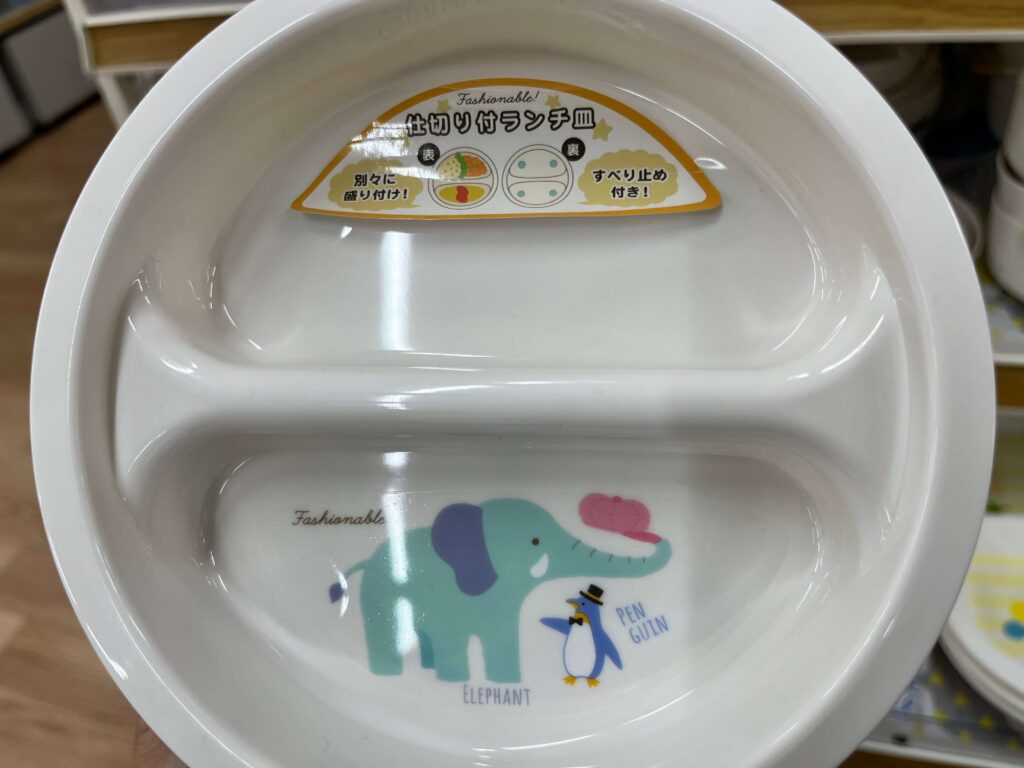 Fashionable!
仕切り付ランチ皿
表
裏
別々に
盛り付け!
すべり止め
付き!
Fashionable
PEN
GUIN
ELEPHANT